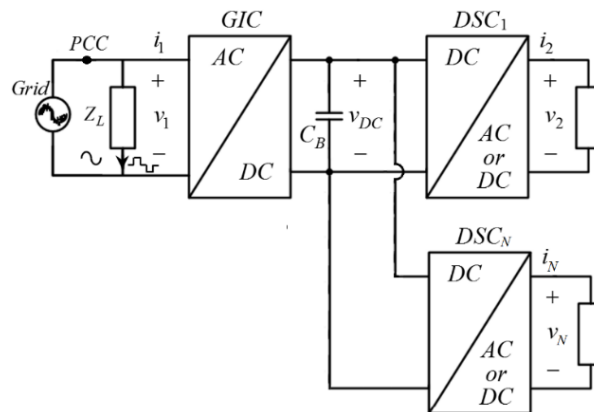 GIC
DSC1
PCC
i1
AC
DC
i2
Grid
ZL
+
v1
−
CB
+
vDC
−
DC
AC
or
DC
+
v2
−
DSCN
iN
DC
AC
or
DC
+
vN
−